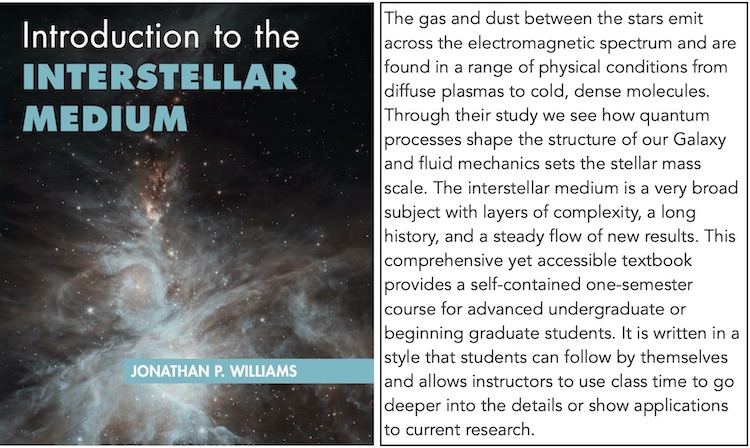 Introduction to the
INTERSTELLAR
MEDIUM
JONATHAN P. WILLIAMS
The gas and dust between the stars emit
across the electromagnetic spectrum and are
found in a range of physical conditions from
diffuse plasmas to cold, dense molecules.
Through their study we see how quantum
processes shape the structure of our Galaxy
and fluid mechanics sets the stellar mass
scale. The interstellar medium is a very broad
subject with layers of complexity, a long
history, and a steady flow of new results. This
comprehensive yet accessible textbook
provides a self-contained one-semester
course for advanced undergraduate or
beginning graduate students. It is written in a
style that students can follow by themselves
and allows instructors to use class time to go
deeper into the details or show applications
to current research.